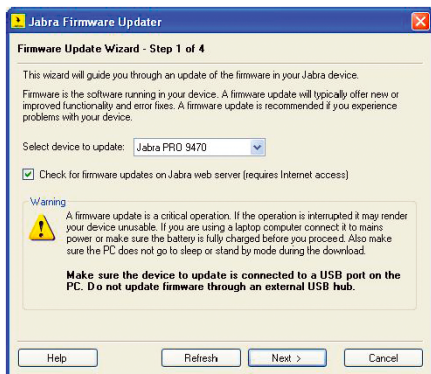 Jabra Firmware Updater
Firmware Update Wizard - Step 1 of 4
This wizard will guide you through an update of the firmware in your Jabra device.
Firmware is the software running in your device. A firmware update will typically offer new or
improved functionality and error fixes. A firmware update is recommended if you experience
problems with your device.
Select device to update: Jabra PRO 9470
Check for firmware updates on Jabra web server (requires Internet access)
Warning
A firmware update is a critical operation. If the operation is interrupted it may render
your device unusable. If you are using a laptop computer connect it to mains
power or make sure the battery is fully charged before you proceed. Also make
sure the PC does not go to sleep or stand by mode during the download.
Make sure the device to update is connected to a USB port on the
PC. Do not update firmware through an external USB hub.
Help Refresh Next > Cancel